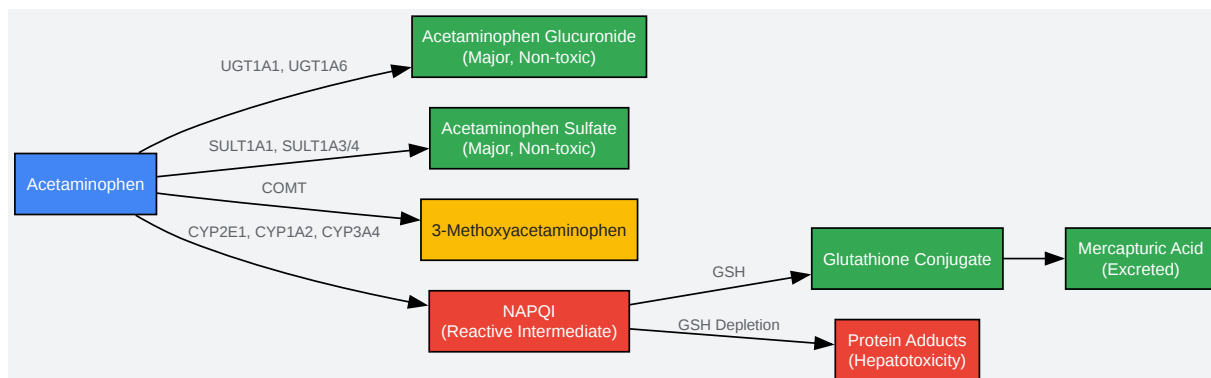 Acetaminophen Glucuronide
(Major, Non-toxic)
UGT1A1, UGT1A6
Acetaminophen Sulfate
(Major, Non-toxic)
SULT1A1, SULT1A3/4
Acetaminophen
COMT
3-Methoxyacetaminophen
CYP2E1, CYP1A2, CYP3A4
NAPQI
(Reactive Intermediate)
GSH
Glutathione Conjugate
Mercapturic Acid
(Excreted)
GSH Depletion
Protein Adducts
(Hepatotoxicity)